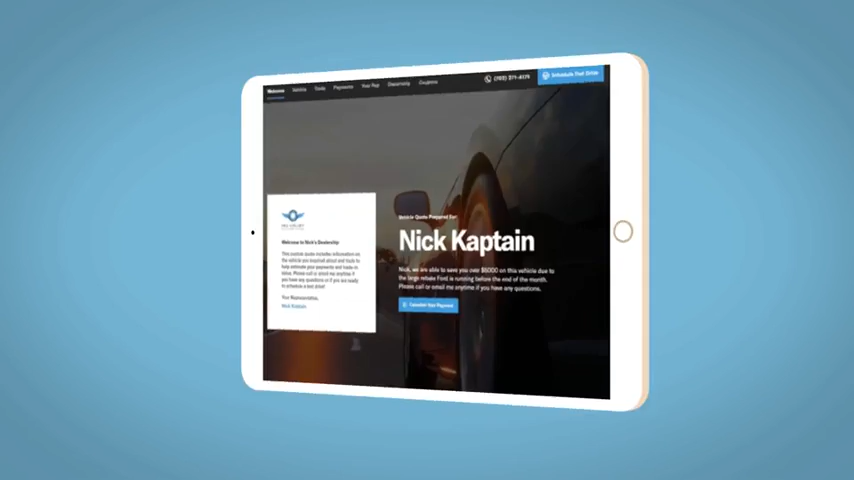 Welcome Service Trade Payments Your Rep Dealership Coupons
Schedule Test Drive
Vehicle Quote Prepared For:
Nick Kaptain
Nick, we are able to save you over $6000 on this vehicle due to
the large rebate Ford is running before the end of the month.
Please call or email me anytime if you have any questions.
Calculate Your Payment
Welcome to Nick's Dealership
This custom quote includes information on
the vehicle you inquired about and tools to
help estimate your payments and trade-in
value. Please call or email me anytime if
you have any questions or if you are ready
to schedule a test drive!
Your Representative,
Nick Kaptain